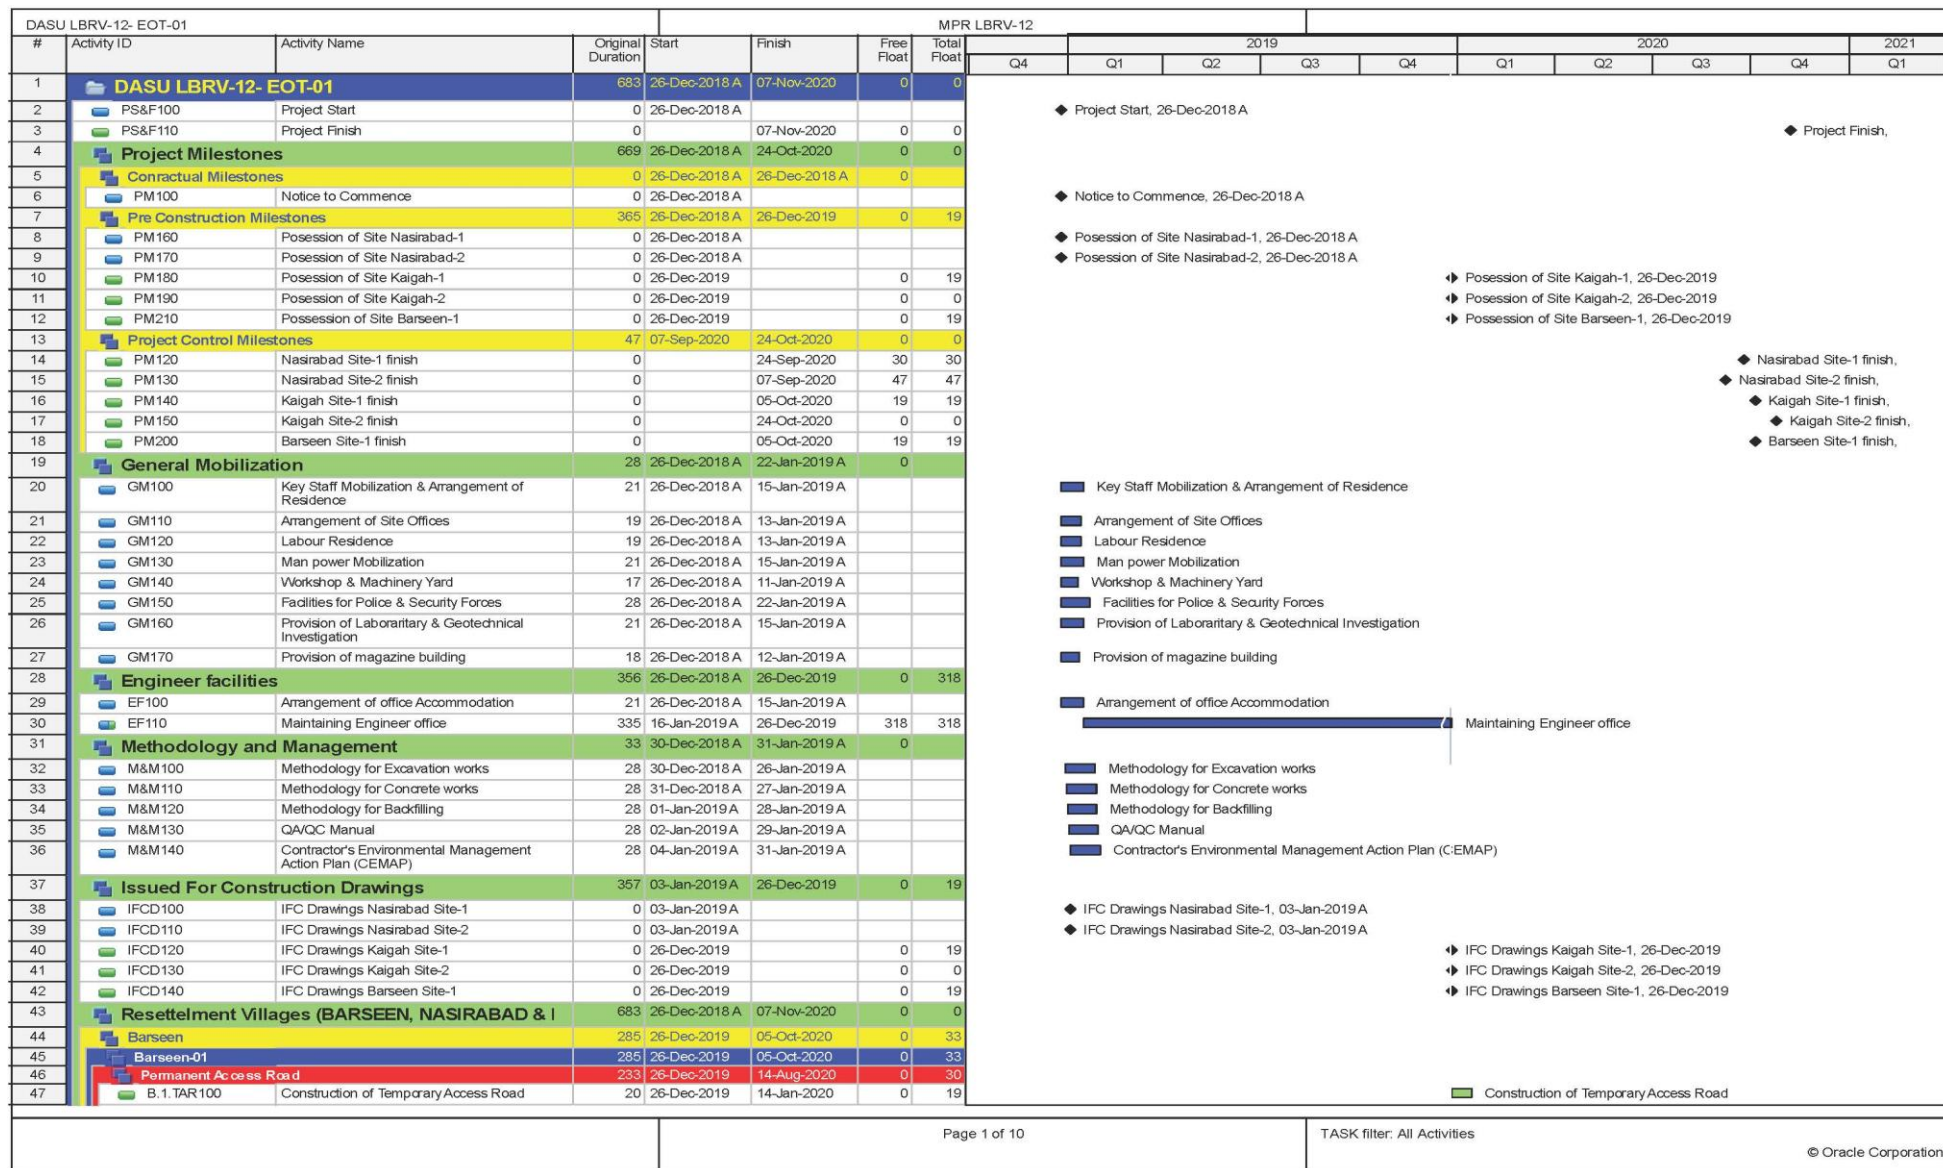 DASU LBRV-12- EOT-01 MPR LBRV-12
# Activity ID Activity Name Original Duration Start Finish Free Float Total Float 2019 2020 2021
Q4 Q1 Q2 Q3 Q4 Q1 Q2 Q3 Q4 Q1
1 DASU LBRV-12- EOT-01 683 26-Dec-2018 A 07-Nov-2020 0 0
2 PS&F100 Project Start 0 26-Dec-2018 A Project Start, 26-Dec-2018 A
3 PS&F110 Project Finish 0 07-Nov-2020 0 0 Project Finish,
4 Project Milestones 669 26-Dec-2018 A 24-Oct-2020 0 0
5 Conractual Milestones 0 26-Dec-2018 A 26-Dec-2018 A 0
6 PM100 Notice to Commence 0 26-Dec-2018 A Notice to Commence, 26-Dec-2018 A
7 Pre Construction Milestones 365 26-Dec-2018 A 26-Dec-2019 0 19
8 PM160 Posession of Site Nasirabad-1 0 26-Dec-2018 A Posession of Site Nasirabad-1, 26-Dec-2018 A
9 PM170 Posession of Site Nasirabad-2 0 26-Dec-2018 A Posession of Site Nasirabad-2, 26-Dec-2018 A
10 PM180 Posession of Site Kaigah-1 0 26-Dec-2019 0 19 Posession of Site Kaigah-1, 26-Dec-2019
11 PM190 Posession of Site Kaigah-2 0 26-Dec-2019 0 0 Posession of Site Kaigah-2, 26-Dec-2019
12 PM210 Possession of Site Barseen-1 0 26-Dec-2019 0 19 Possession of Site Barseen-1, 26-Dec-2019
13 Project Control Milestones 47 07-Sep-2020 24-Oct-2020 0 0
14 PM120 Nasirabad Site-1 finish 0 24-Sep-2020 30 30 Nasirabad Site-1 finish,
15 PM130 Nasirabad Site-2 finish 0 07-Sep-2020 47 47 Nasirabad Site-2 finish,
16 PM140 Kaigah Site-1 finish 0 05-Oct-2020 19 19 Kaigah Site-1 finish,
17 PM150 Kaigah Site-2 finish 0 24-Oct-2020 0 0 Kaigah Site-2 finish,
18 PM200 Barseen Site-1 finish 0 05-Oct-2020 19 19 Barseen Site-1 finish,
19 General Mobilization 28 26-Dec-2018 A 22-Jan-2019 A 0
20 GM100 Key Staff Mobilization & Arrangement of Residence 21 26-Dec-2018 A 15-Jan-2019 A Key Staff Mobilization & Arrangement of Residence
21 GM110 Arrangement of Site Offices 19 26-Dec-2018 A 13-Jan-2019 A Arrangement of Site Offices
22 GM120 Labour Residence 19 26-Dec-2018 A 13-Jan-2019 A Labour Residence
23 GM130 Man power Mobilization 21 26-Dec-2018 A 15-Jan-2019 A Man power Mobilization
24 GM140 Workshop & Machinery Yard 17 26-Dec-2018 A 11-Jan-2019 A Workshop & Machinery Yard
25 GM150 Facilities for Police & Security Forces 28 26-Dec-2018 A 22-Jan-2019 A Facilities for Police & Security Forces
26 GM160 Provision of Laboraritary & Geotechnical Investigation 21 26-Dec-2018 A 15-Jan-2019 A Provision of Laboraritary & Geotechnical Investigation
27 GM170 Provision of magazine building 18 26-Dec-2018 A 12-Jan-2019 A Provision of magazine building
28 Engineer facilities 356 26-Dec-2018 A 26-Dec-2019 0 318
29 EF100 Arrangement of office Accommodation 21 26-Dec-2018 A 15-Jan-2019 A Arrangement of office Accommodation
30 EF110 Maintaining Engineer office 335 16-Jan-2019 A 26-Dec-2019 318 318 Maintaining Engineer office
31 Methodology and Management 33 30-Dec-2018 A 31-Jan-2019 A 0
32 M&M100 Methodology for Excavation works 28 30-Dec-2018 A 26-Jan-2019 A Methodology for Excavation works
33 M&M110 Methodology for Concrete works 28 31-Dec-2018 A 27-Jan-2019 A Methodology for Concrete works
34 M&M120 Methodology for Backfilling 28 01-Jan-2019 A 28-Jan-2019 A Methodology for Backfilling
35 M&M130 QA/QC Manual 28 02-Jan-2019 A 29-Jan-2019 A QA/QC Manual
36 M&M140 Contractor's Environmental Management Action Plan (CEMAP) 28 04-Jan-2019 A 31-Jan-2019 A Contractor's Environmental Management Action Plan (CEMAP)
37 Issued For Construction Drawings 357 03-Jan-2019 A 26-Dec-2019 0 19
38 IFCD100 IFC Drawings Nasirabad Site-1 0 03-Jan-2019 A IFC Drawings Nasirabad Site-1, 03-Jan-2019 A
39 IFCD110 IFC Drawings Nasirabad Site-2 0 03-Jan-2019 A IFC Drawings Nasirabad Site-2, 03-Jan-2019 A
40 IFCD120 IFC Drawings Kaigah Site-1 0 26-Dec-2019 0 19 IFC Drawings Kaigah Site-1, 26-Dec-2019
41 IFCD130 IFC Drawings Kaigah Site-2 0 26-Dec-2019 0 0 IFC Drawings Kaigah Site-2, 26-Dec-2019
42 IFCD140 IFC Drawings Barseen Site-1 0 26-Dec-2019 0 19 IFC Drawings Barseen Site-1, 26-Dec-2019
43 Resettelment Villages (BARSEEN, NASIRABAD & 683 26-Dec-2018 A 07-Nov-2020 0 0
44 Barseen 285 26-Dec-2019 05-Oct-2020 0 33
45 Barseen-01 285 26-Dec-2019 05-Oct-2020 0 33
46 Permanent Access Road 233 26-Dec-2019 14-Aug-2020 0 30
47 B.1.TAR100 Construction of Temporary Access Road 20 26-Dec-2019 14-Jan-2020 0 19 Construction of Temporary Access Road
Page 1 of 10 TASK filter: All Activities
© Oracle Corporation